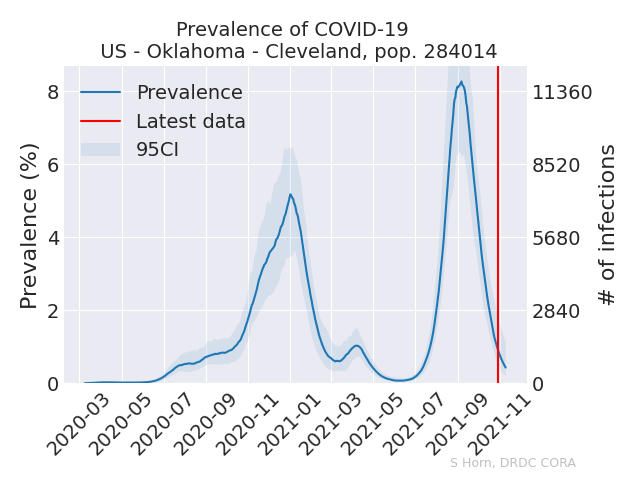 Prevalence of COVID-19
US - Oklahoma - Cleveland, pop. 284014
Prevalence
Latest data
95CI
Prevalence (%)
8
6
4
2
0
11360
8520
5680
2840
0
# of infections
2020-03
2020-05
2020-07
2020-09
2020-11
2021-01
2021-03
2021-05
2021-07
2021-09
2021-11
S Horn, DRDC CORA